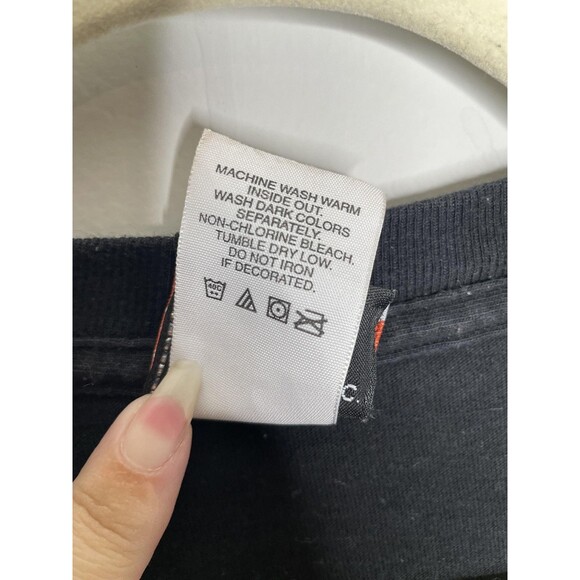 MACHINE WASH WARM
INSIDE OUT.
WASH DARK COLORS
SEPARATELY.
NON-CHLORINE BLEACH.
TUMBLE DRY LOW.
DO NOT IRON
IF DECORATED.
40C
C.